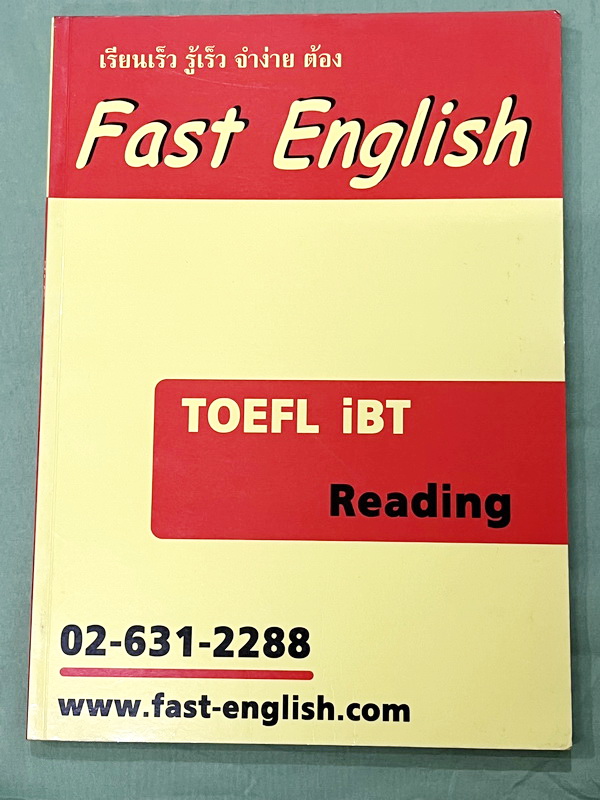 เรียนเร็ว รู้เร็ว จำง่าย ต้อง
Fast English
TOEFL iBT
Reading
02-631-2288
www.fast-english.com